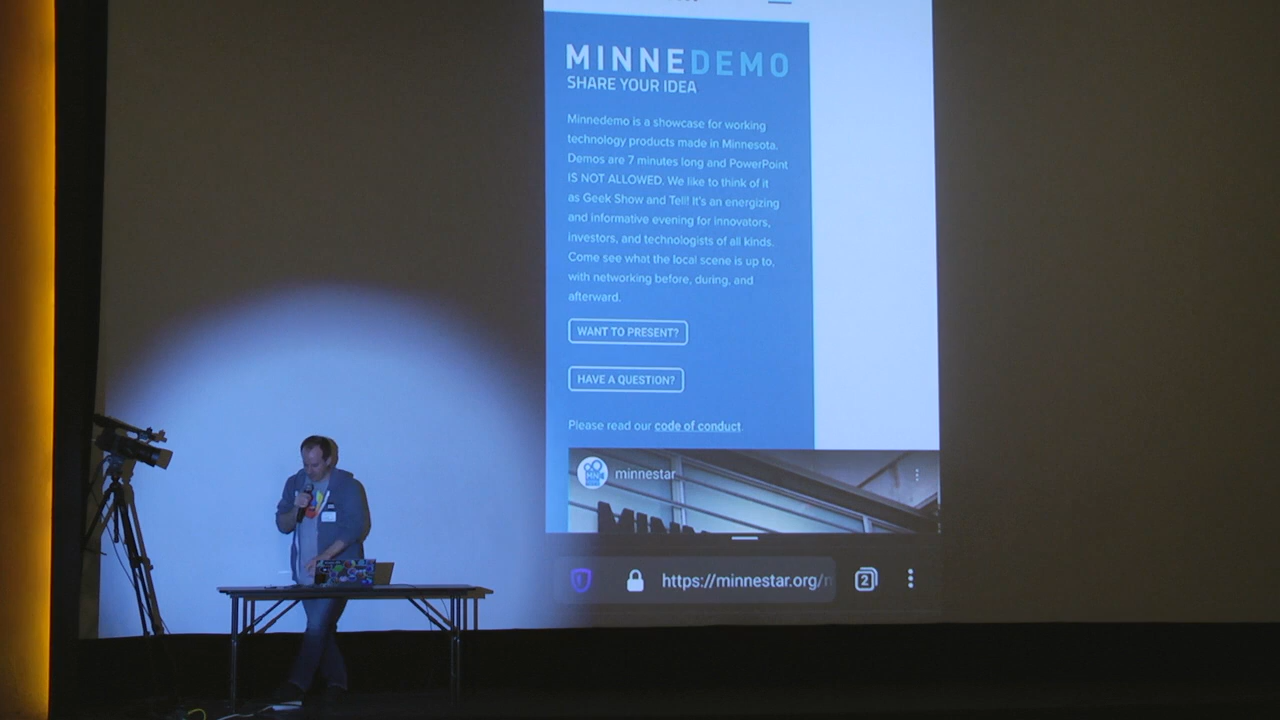 MINNEDEMO
SHARE YOUR IDEA
Minnedemo is a showcase for working
technology products made in Minnesota.
Demos are 7 minutes long and PowerPoint
IS NOT ALLOWED. We like to think of it
as Geek Show and Tell! It's an energizing
and informative evening for innovators,
investors, and technologists of all kinds.
Come see what the local scene is up to,
with networking before, during, and
afterward.
WANT TO PRESENT?
HAVE A QUESTION?
Please read our code of conduct.
MN
minnestar
https://minnestar.org/
2